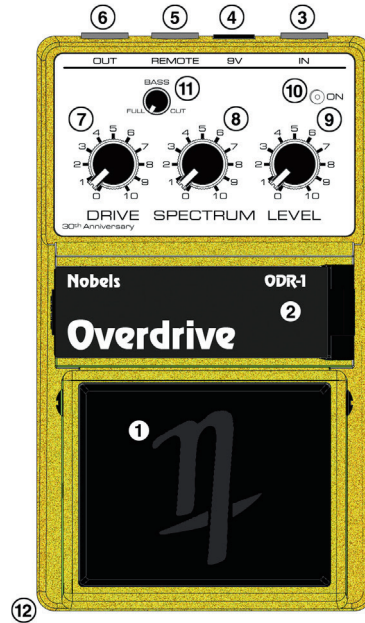 ⑥ ⑤ ④ ③
OUT REMOTE 9V IN
BASS
FULL CUT
⑪
⑩ ON
⑦ ⑧ ⑨
0 1 2 3 4 5 6 7 8 9 10
0 1 2 3 4 5 6 7 8 9 10
0 1 2 3 4 5 6 7 8 9 10
DRIVE SPECTRUM LEVEL
30th Anniversary
Nobels ODR-1
❷
Overdrive
❶
⑫